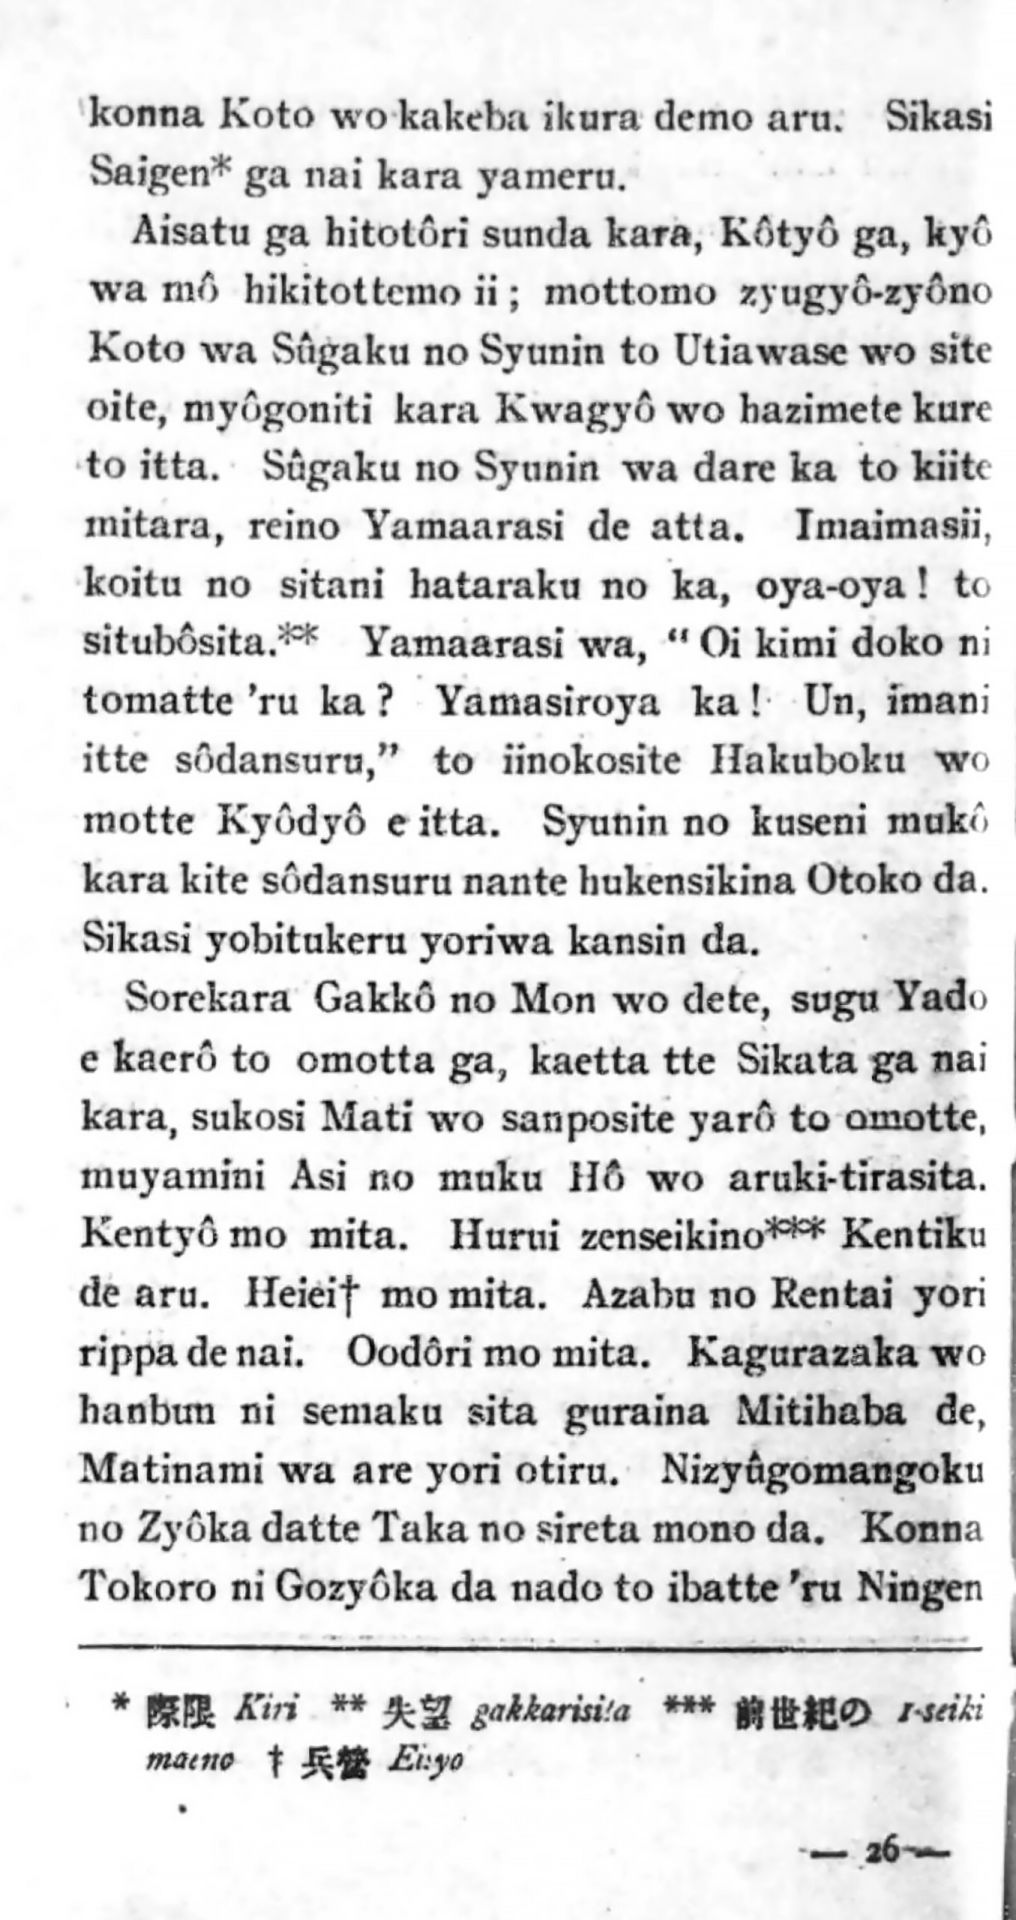 konna Koto wo kakeba ikura demo aru. Sikasi
Saigen* ga nai kara yameru.
Aisatu ga hitotôri sunda kara, Kôtyô ga, kyô
wa mô hikitottemo ii; mottomo zyugyô-zyôno
Koto wa Sûgaku no Syunin to Utiawase wo site
oite, myôgoniti kara Kwagyô wo hazimete kure
to itta. Sûgaku no Syunin wa dare ka to kiite
mitara, reino Yamaarasi de atta. Imaimasii,
koitu no sitani hataraku no ka, oya-oya! to
situbôsita.** Yamaarasi wa, “Oi kimi doko ni
tomatte ’ru ka? Yamasiroya ka! Un, imani
itte sôdansuru,” to iinokosite Hakuboku wo
motte Kyôdyô e itta. Syunin no kuseni mukô
kara kite sôdansuru nante hukensikina Otoko da.
Sikasi yobitukeru yoriwa kansin da.
Sorekara Gakkô no Mon wo dete, sugu Yado
e kaerô to omotta ga, kaetta tte Sikata ga nai
kara, sukosi Mati wo sanposite yarô to omotte,
muyamini Asi no muku Hô wo aruki-tirasita.
Kentyô mo mita. Hurui zenseikino*** Kentiku
de aru. Heiei† mo mita. Azabu no Rentai yori
rippa de nai. Oodôri mo mita. Kagurazaka wo
hanbun ni semaku sita guraina Mitihaba de,
Matinami wa are yori otiru. Nizyûgomangoku
no Zyôka datte Taka no sireta mono da. Konna
Tokoro ni Gozyôka da nado to ibatte ’ru Ningen
* 際限 Kiri ** 失望 gakkarisita *** 前世紀の 1-seiki
maeno † 兵營
— 26 —